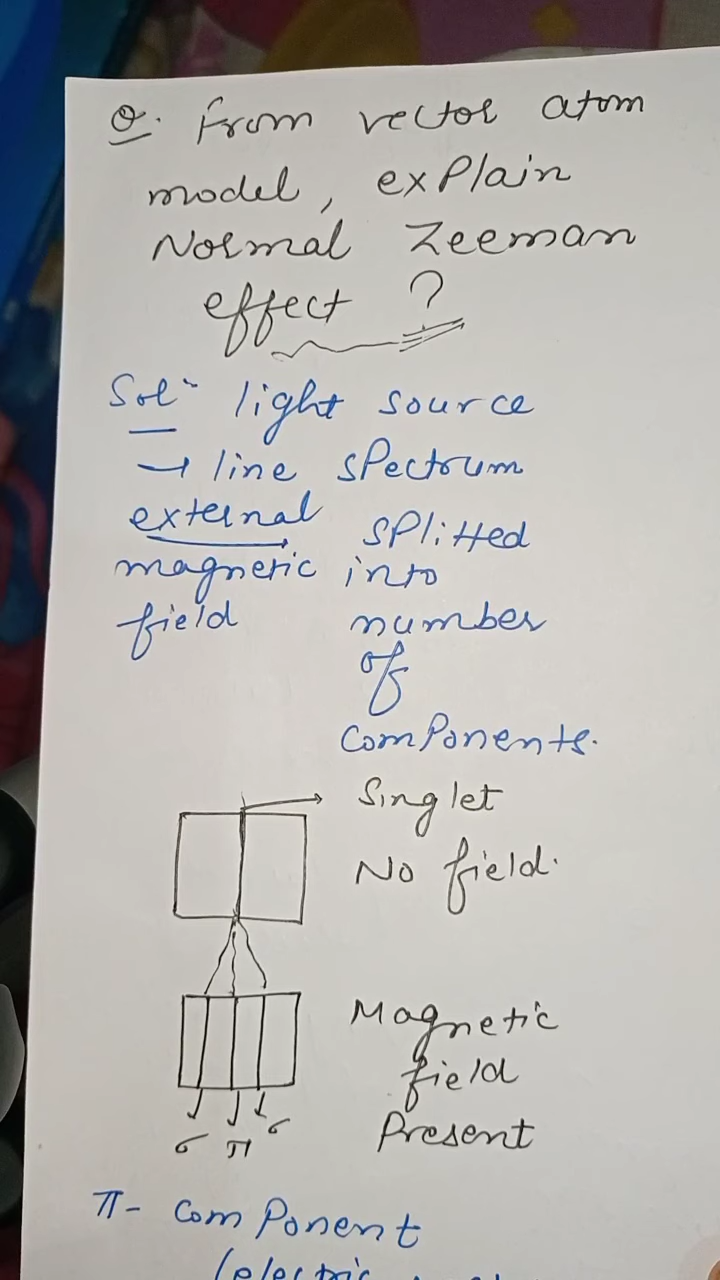 Q. From vector atom
model, explain
Normal Zeeman
effect ?
Sol- light source
→ line spectrum
external splitted
magnetic into
field number
of
components.
Singlet
No field.
Magnetic
field
Present
σ π σ
π- component
(electric